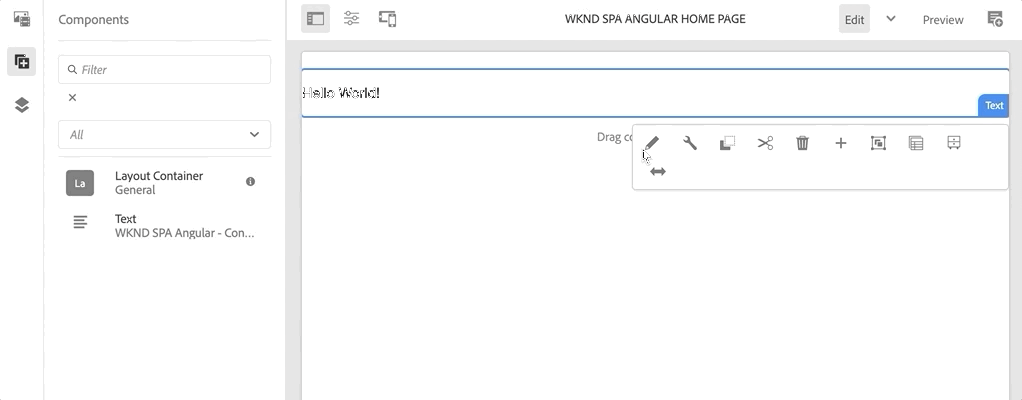 Components
WKND SPA ANGULAR HOME PAGE
Edit
Preview
Filter
All
La
Layout Container
General
Text
WKND SPA Angular - Con...
Hello World!
Text
Drag